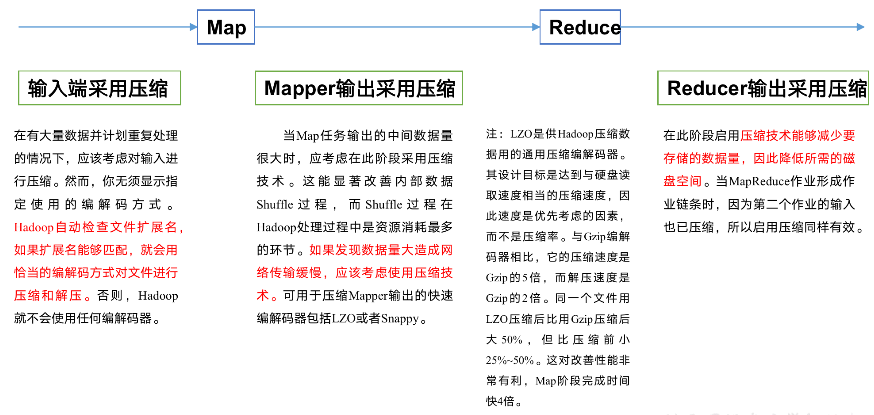 Map
Reduce
输入端采用压缩
Mapper输出采用压缩
Reducer输出采用压缩
在有大量数据并计划重复处理
的情况下，应该考虑对输入进
行压缩。然而，你无须显示指
定使用的编解码方式。
Hadoop自动检查文件扩展名，
如果扩展名能够匹配，就会用
恰当的编解码方式对文件进行
压缩和解压。否则，Hadoop
就不会使用任何编解码器。
当Map任务输出的中间数据量
很大时，应考虑在此阶段采用压缩
技术。这能显著改善内部数据
Shuffle过程，而Shuffle过程在
Hadoop处理过程中是资源消耗最多
的环节。如果发现数据量大造成网
络传输缓慢，应该考虑使用压缩技
术。可用于压缩Mapper输出的快速
编解码器包括LZO或者Snappy。
注：LZO是供Hadoop压缩数
据用的通用压缩编解码器。
其设计目标是达到与硬盘读
取速度相当的压缩速度，因
此速度是优先考虑的因素，
而不是压缩率。与Gzip编解
码器相比，它的压缩速度是
Gzip的5倍，而解压速度是
Gzip的2倍。同一个文件用
LZO压缩后比用Gzip压缩后
大50%，但比压缩前小
25%~50%。这对改善性能非
常有利，Map阶段完成时间
快4倍。
在此阶段启用压缩技术能够减少要
存储的数据量，因此降低所需的磁
盘空间。当MapReduce作业形成作
业链条时，因为第二个作业的输入
也已压缩，所以启用压缩同样有效。